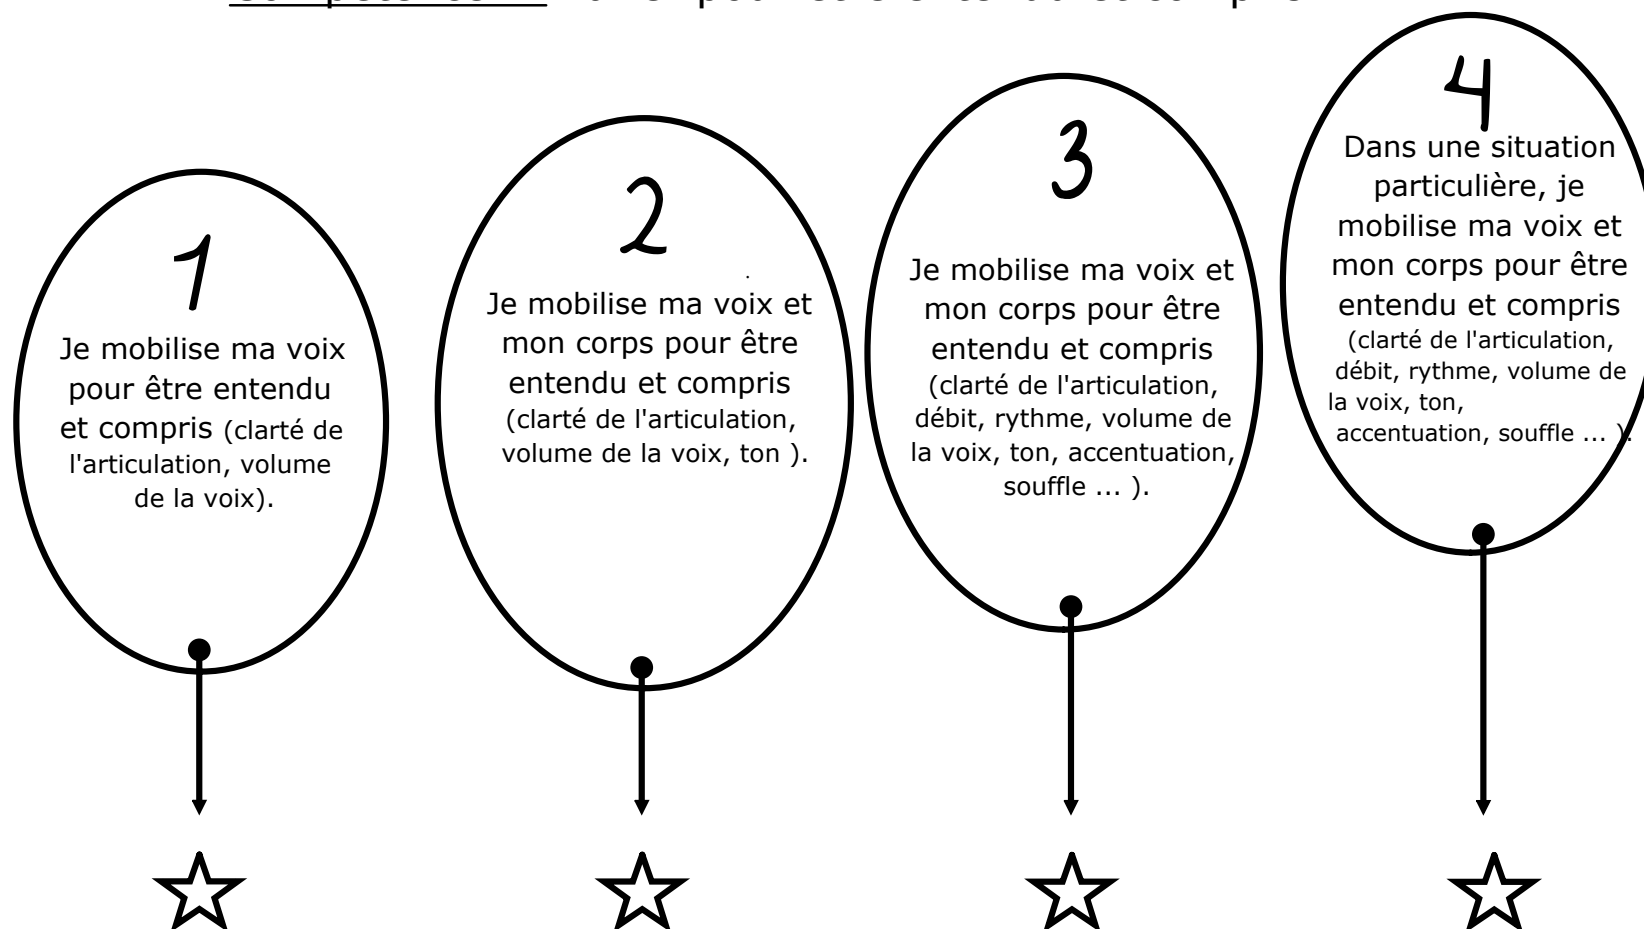 1
Je mobilise ma voix
pour être entendu
et compris (clarté de
l'articulation, volume
de la voix).
2
Je mobilise ma voix et
mon corps pour être
entendu et compris
(clarté de l'articulation,
volume de la voix, ton ).
3
Je mobilise ma voix et
mon corps pour être
entendu et compris
(clarté de l'articulation,
débit, rythme, volume de
la voix, ton, accentuation,
souffle ... ).
4
Dans une situation
particulière, je
mobilise ma voix et
mon corps pour être
entendu et compris
(clarté de l'articulation,
débit, rythme, volume de
la voix, ton,
accentuation, souffle ... ).